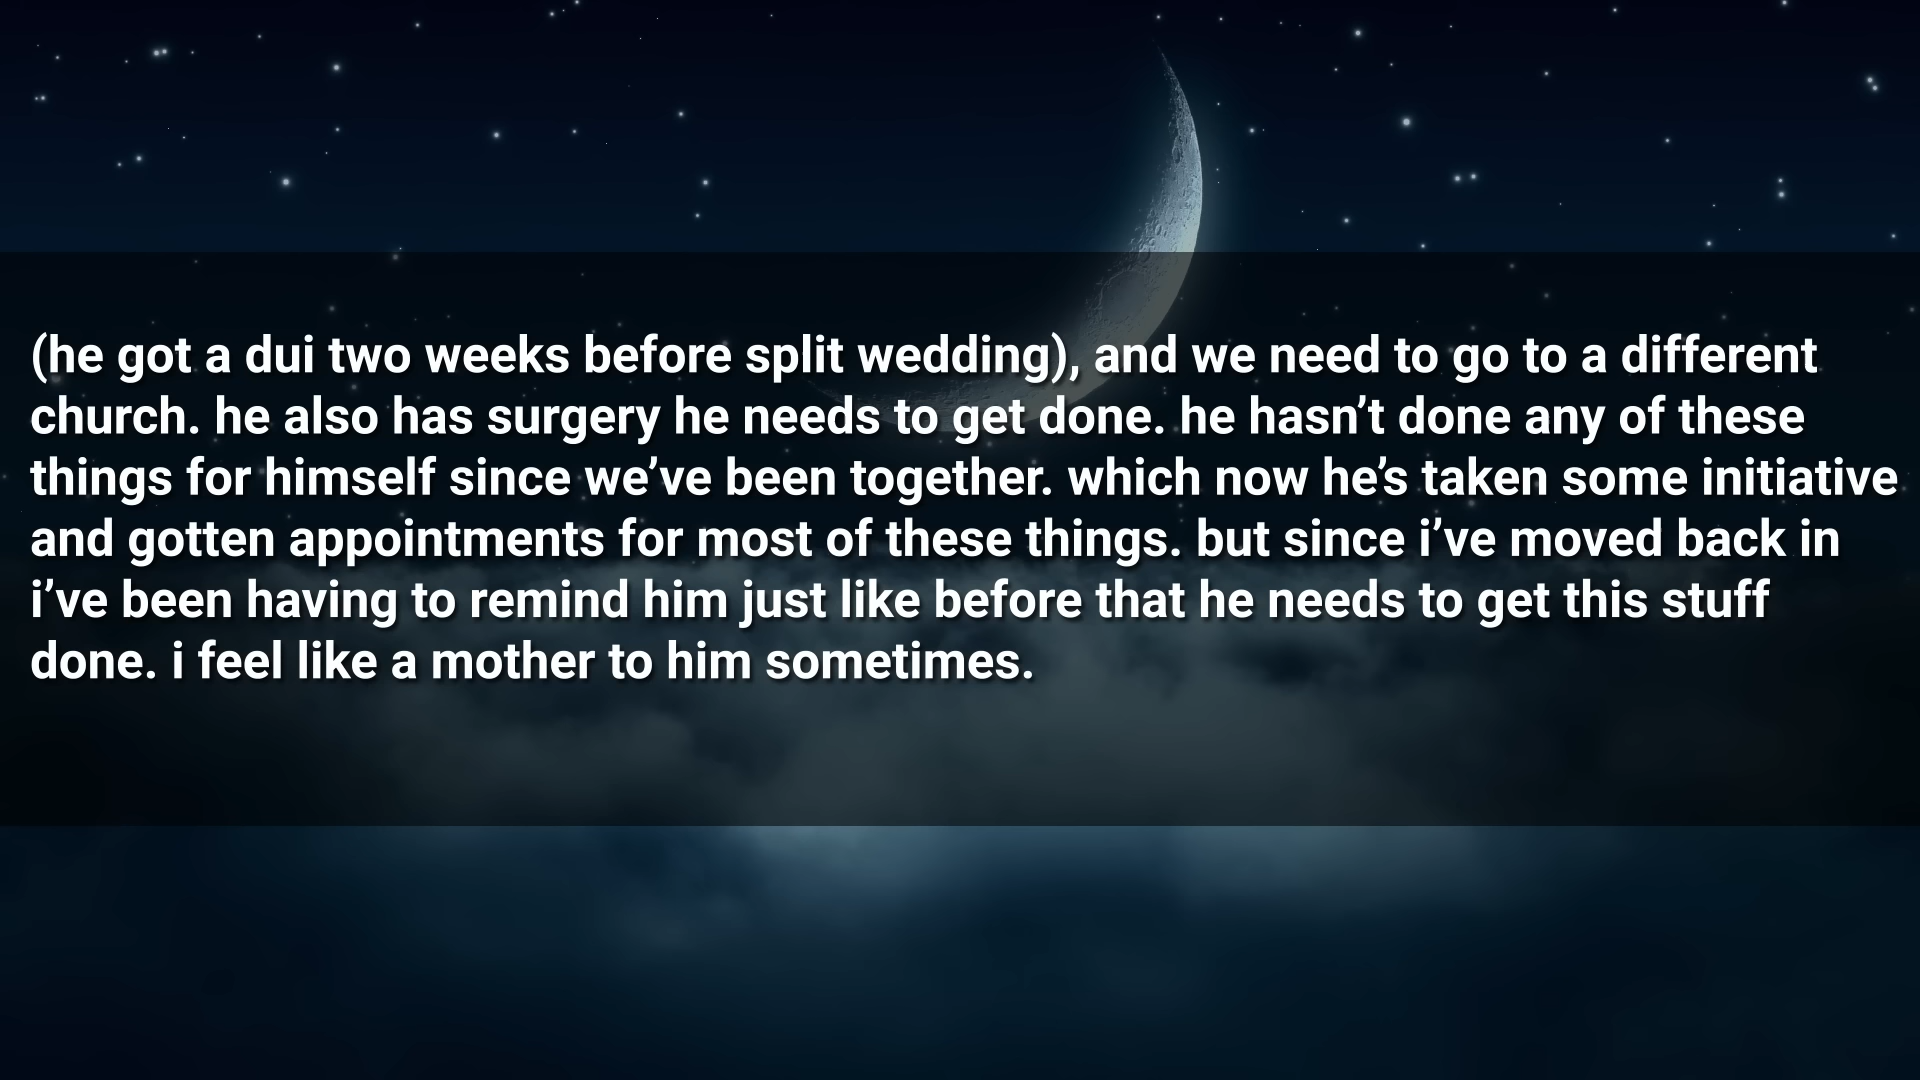 (he got a dui two weeks before split wedding), and we need to go to a different
church. he also has surgery he needs to get done. he hasn’t done any of these
things for himself since we’ve been together. which now he’s taken some initiative
and gotten appointments for most of these things. but since i’ve moved back in
i’ve been having to remind him just like before that he needs to get this stuff
done. i feel like a mother to him sometimes.